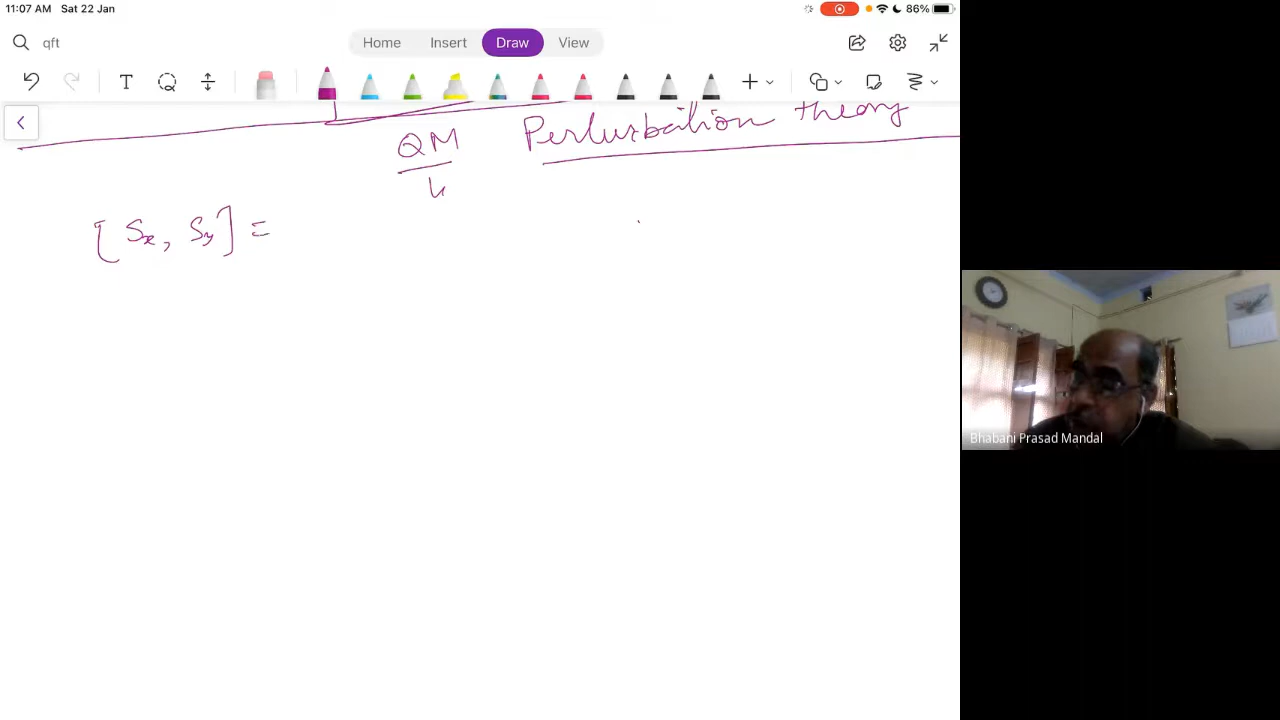 11:07 AM Sat 22 Jan
86%
qft
Home Insert Draw View
Perturbation theory
QM
[Sx, Sy] =
Bhabani Prasad Mandal